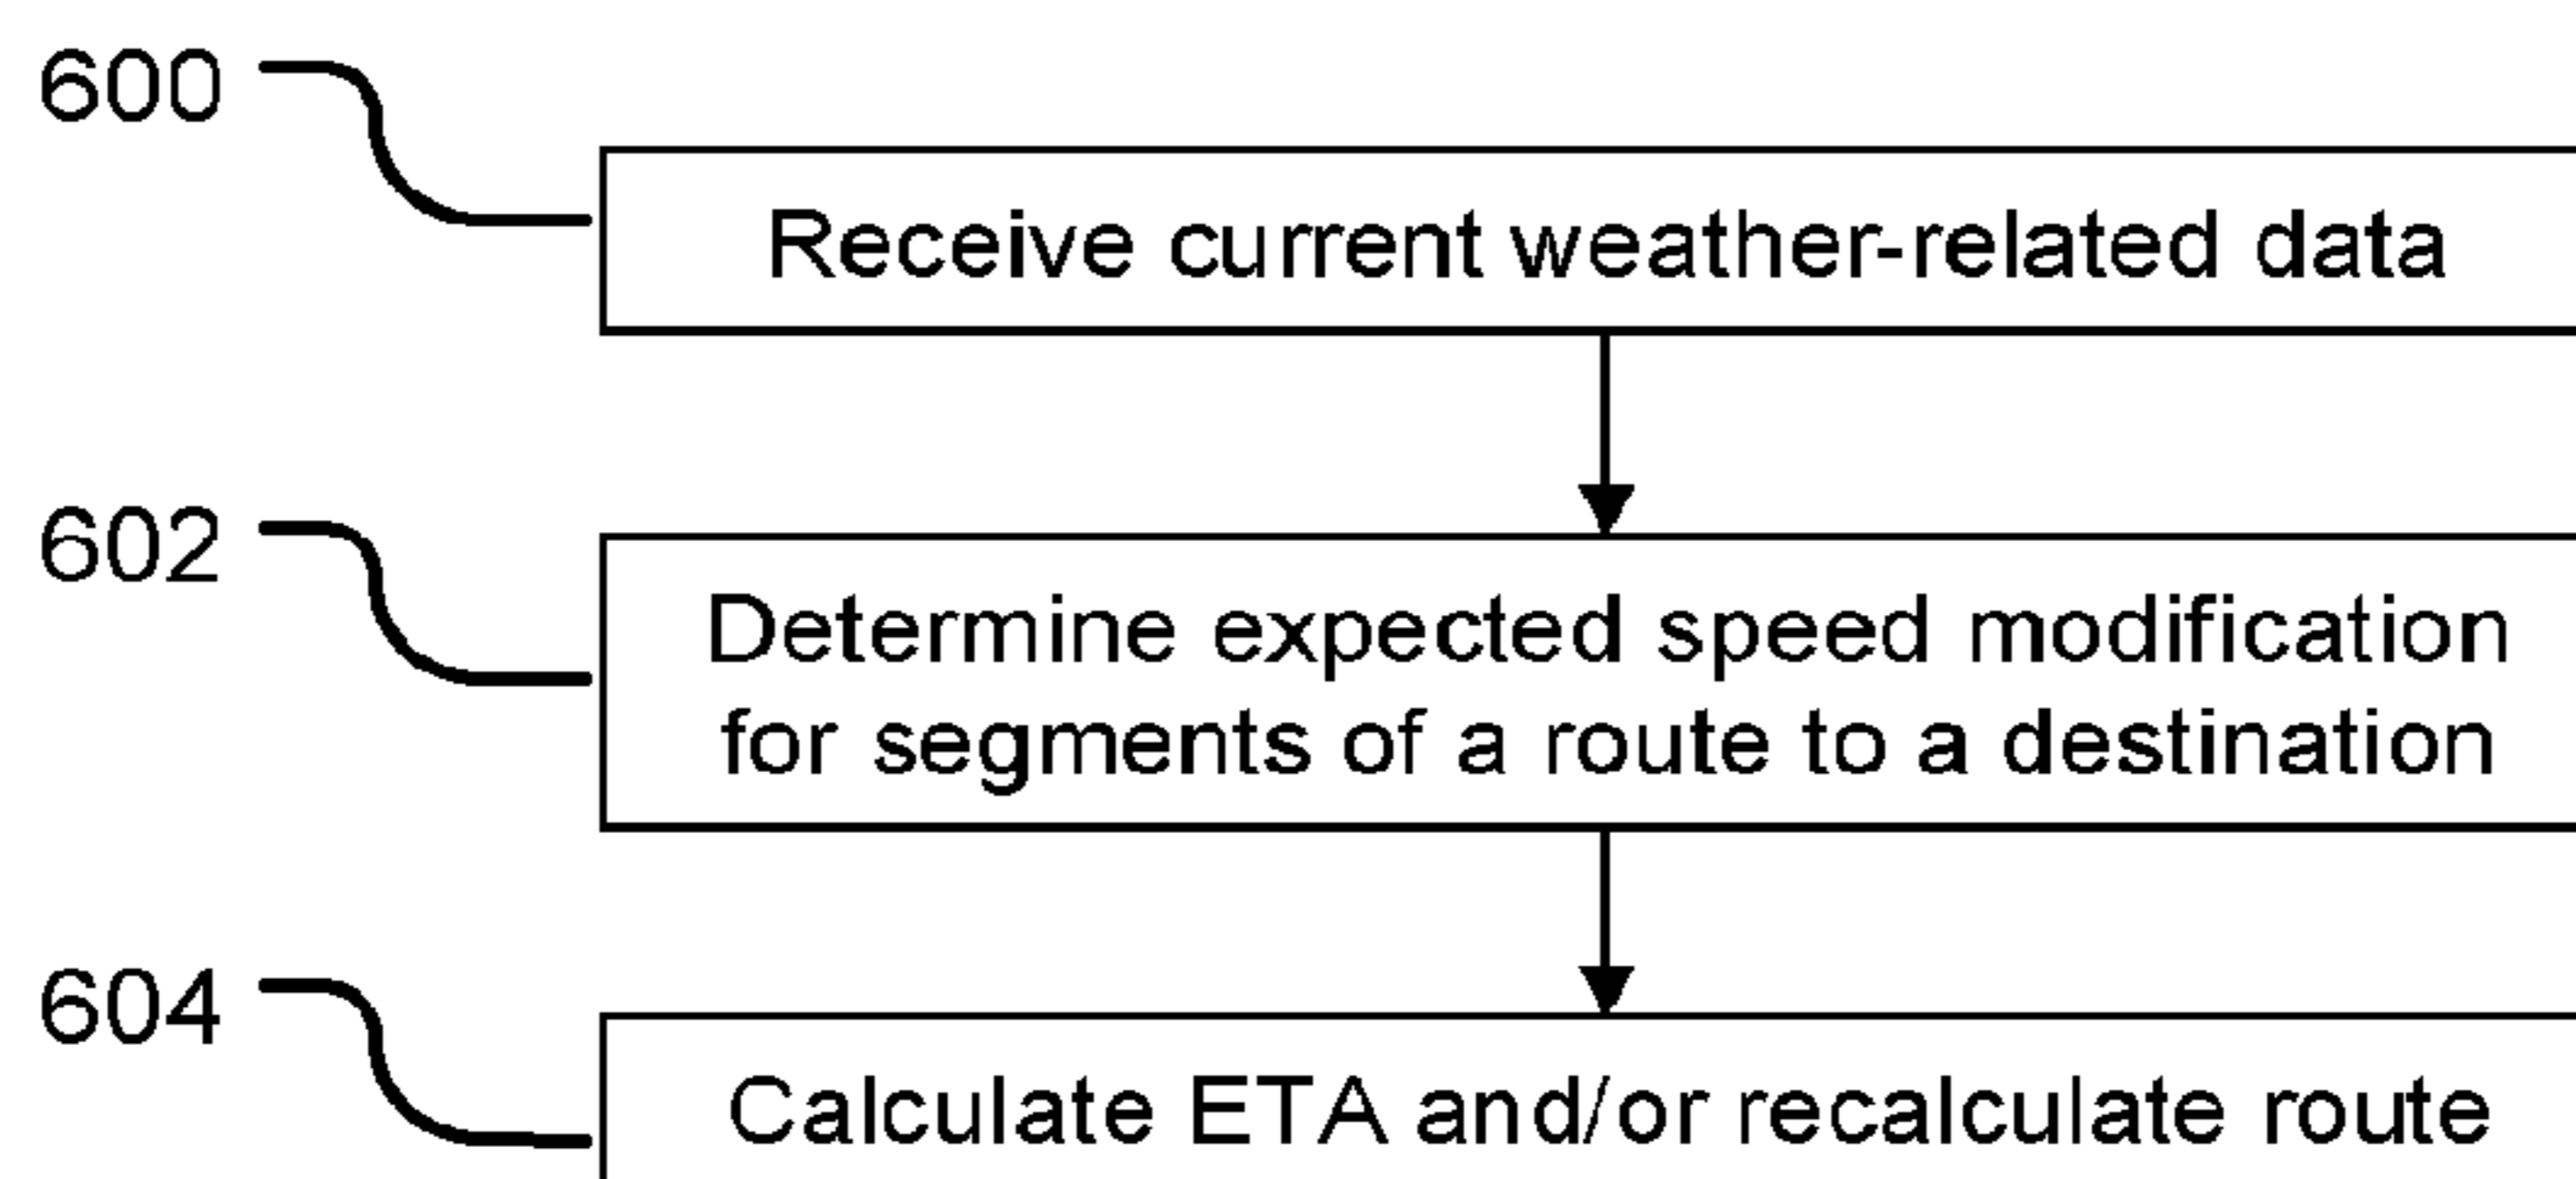 600
Receive current weather-related data
602
Determine expected speed modification
for segments of a route to a destination
604
Calculate ETA and/or recalculate route